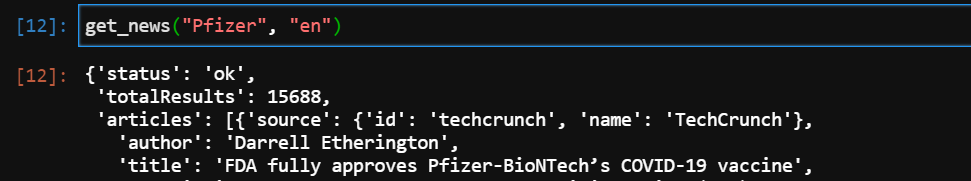 [12]: get_news("Pfizer", "en")
[12]: {'status': 'ok',
'totalResults': 15688,
'articles': [{'source': {'id': 'techcrunch', 'name': 'TechCrunch'},
'author': 'Darrell Etherington',
'title': 'FDA fully approves Pfizer-BioNTech’s COVID-19 vaccine',